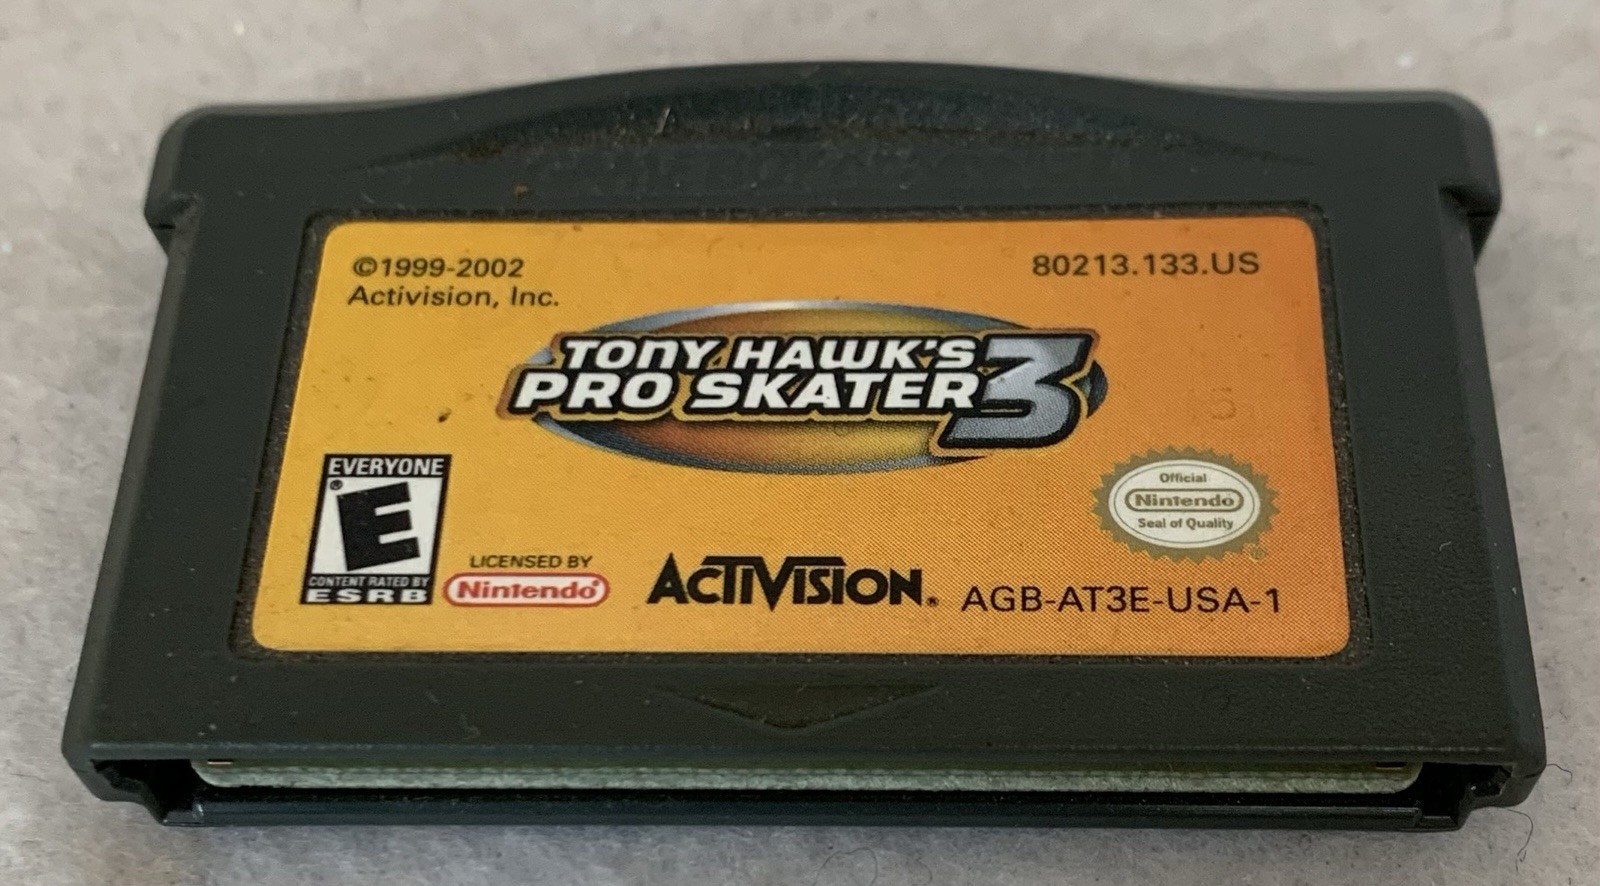 ©1999-2002
Activision, Inc.
80213.133.US
TONY HAWK'S
PRO SKATER 3
EVERYONE
E
CONTENT RATED BY
ESRB
LICENSED BY
Nintendo®
ACTIVISION.
AGB-AT3E-USA-1
Official
Nintendo
Seal of Quality